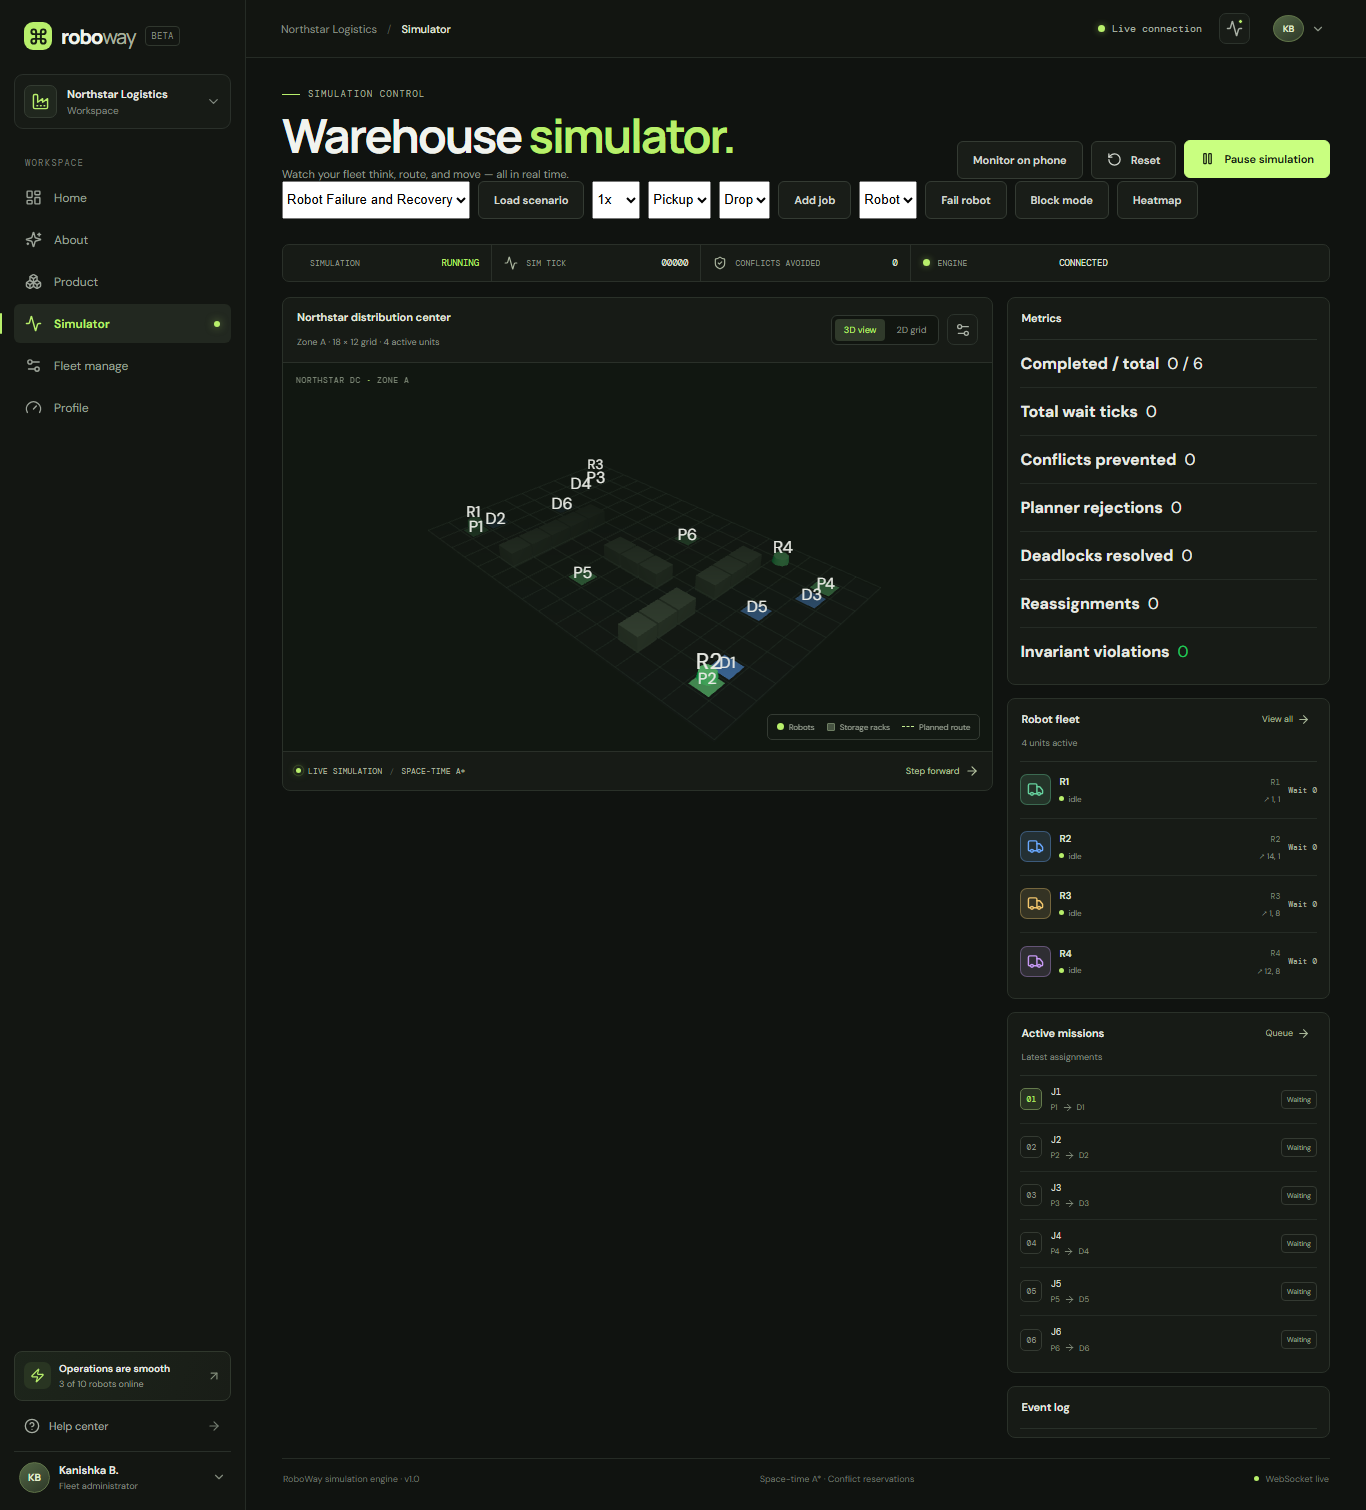 roboway BETA
Northstar Logistics
Workspace
WORKSPACE
Home
About
Product
Simulator
Fleet manage
Profile
Operations are smooth
3 of 10 robots online
Help center
KB
Kanishka B.
Fleet administrator
Northstar Logistics / Simulator
Live connection
KB
SIMULATION CONTROL
Warehouse simulator.
Watch your fleet think, route, and move — all in real time.
Monitor on phone
Reset
Pause simulation
Robot Failure and Recovery
Load scenario
1x
Pickup
Drop
Add job
Robot
Fail robot
Block mode
Heatmap
SIMULATION RUNNING
SIM TICK 00000
CONFLICTS AVOIDED 0
ENGINE CONNECTED
Northstar distribution center
Zone A · 18 × 12 grid · 4 active units
3D view
2D grid
NORTHSTAR DC - ZONE A
R3
P3
D4
D6
R1
P1
D2
P6
R4
P5
P4
D3
D5
R2
D1
P2
Robots
Storage racks
Planned route
LIVE SIMULATION / SPACE-TIME A*
Step forward
Metrics
Completed / total 0 / 6
Total wait ticks 0
Conflicts prevented 0
Planner rejections 0
Deadlocks resolved 0
Reassignments 0
Invariant violations 0
Robot fleet
View all
4 units active
R1
idle
R1
↗ 1, 1
Wait 0
R2
idle
R2
↗ 14, 1
Wait 0
R3
idle
R3
↗ 1, 8
Wait 0
R4
idle
R4
↗ 12, 8
Wait 0
Active missions
Queue
Latest assignments
01
J1
P1 → D1
Waiting
02
J2
P2 → D2
Waiting
03
J3
P3 → D3
Waiting
04
J4
P4 → D4
Waiting
05
J5
P5 → D5
Waiting
06
J6
P6 → D6
Waiting
Event log
RoboWay simulation engine · v1.0
Space-time A* · Conflict reservations
WebSocket live